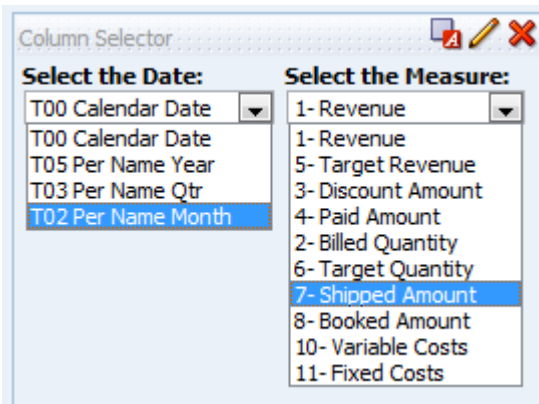 Column Selector
Select the Date:
T00 Calendar Date
T00 Calendar Date
T05 Per Name Year
T03 Per Name Qtr
T02 Per Name Month
Select the Measure:
1- Revenue
1- Revenue
5- Target Revenue
3- Discount Amount
4- Paid Amount
2- Billed Quantity
6- Target Quantity
7- Shipped Amount
8- Booked Amount
10- Variable Costs
11- Fixed Costs